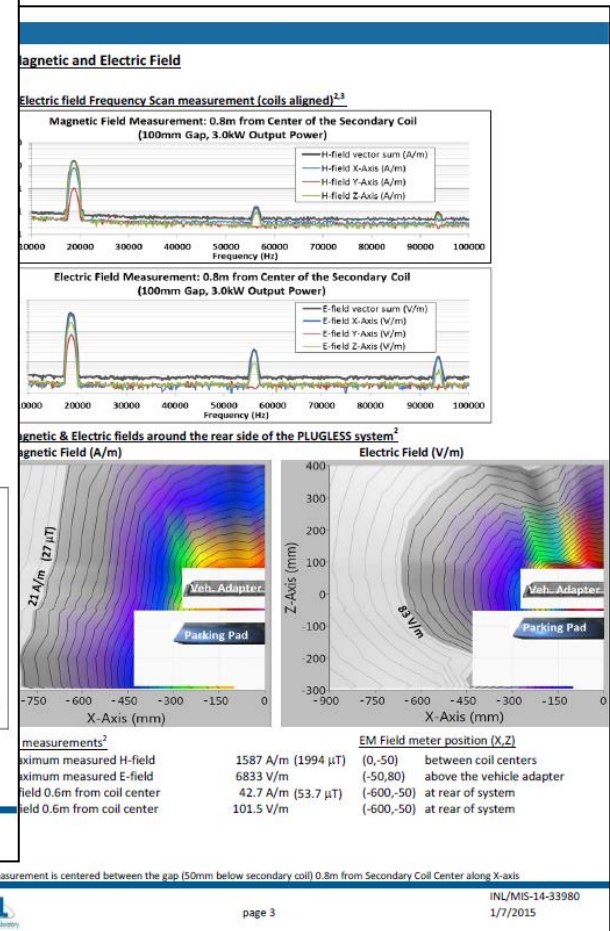 agnetic and Electric Field
Electric field Frequency Scan measurement (coils aligned)2,3
Magnetic Field Measurement: 0.8m from Center of the Secondary Coil
(100mm Gap, 3.0kW Output Power)
H-field vector sum (A/m)
H-field X-Axis (A/m)
H-field Y-Axis (A/m)
H-field Z-Axis (A/m)
10000 20000 30000 40000 50000 60000 70000 80000 90000 100000
Frequency (Hz)
Electric Field Measurement: 0.8m from Center of the Secondary Coil
(100mm Gap, 3.0kW Output Power)
E-field vector sum (V/m)
E-field X-Axis (V/m)
E-field Y-Axis (V/m)
E-field Z-Axis (V/m)
0000 20000 30000 40000 50000 60000 70000 80000 90000 100000
Frequency (Hz)
gnetic & Electric fields around the rear side of the PLUGLESS system2
agnetic Field (A/m) Electric Field (V/m)
21 A/m (27 µT)
Veh. Adapter
Parking Pad
-750 -600 -450 -300 -150 0
X-Axis (mm)
400
300
200
100
0
-100
-200
-300
Z-Axis (mm)
83 V/m
Veh. Adapter
Parking Pad
-900 -750 -600 -450 -300 -150 0
X-Axis (mm)
measurements2 EM Field meter position (X,Z)
aximum measured H-field 1587 A/m (1994 µT) (0,-50) between coil centers
aximum measured E-field 6833 V/m (-50,80) above the vehicle adapter
field 0.6m from coil center 42.7 A/m (53.7 µT) (-600,-50) at rear of system
ield 0.6m from coil center 101.5 V/m (-600,-50) at rear of system
asurement is centered between the gap (50mm below secondary coil) 0.8m from Secondary Coil Center along X-axis
INL/MIS-14-33980
page 3 1/7/2015